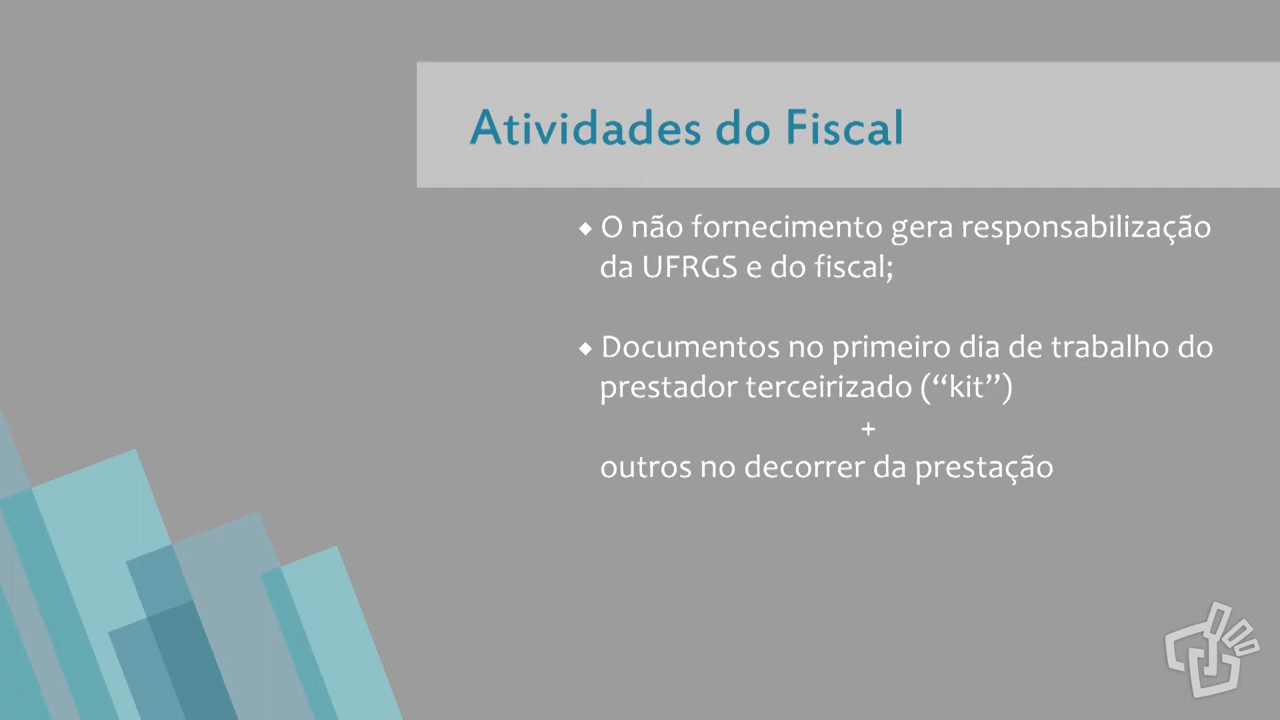 Atividades do Fiscal
◆ O não fornecimento gera responsabilização
da UFRGS e do fiscal;
◆ Documentos no primeiro dia de trabalho do
prestador terceirizado (“kit”)
+
outros no decorrer da prestação